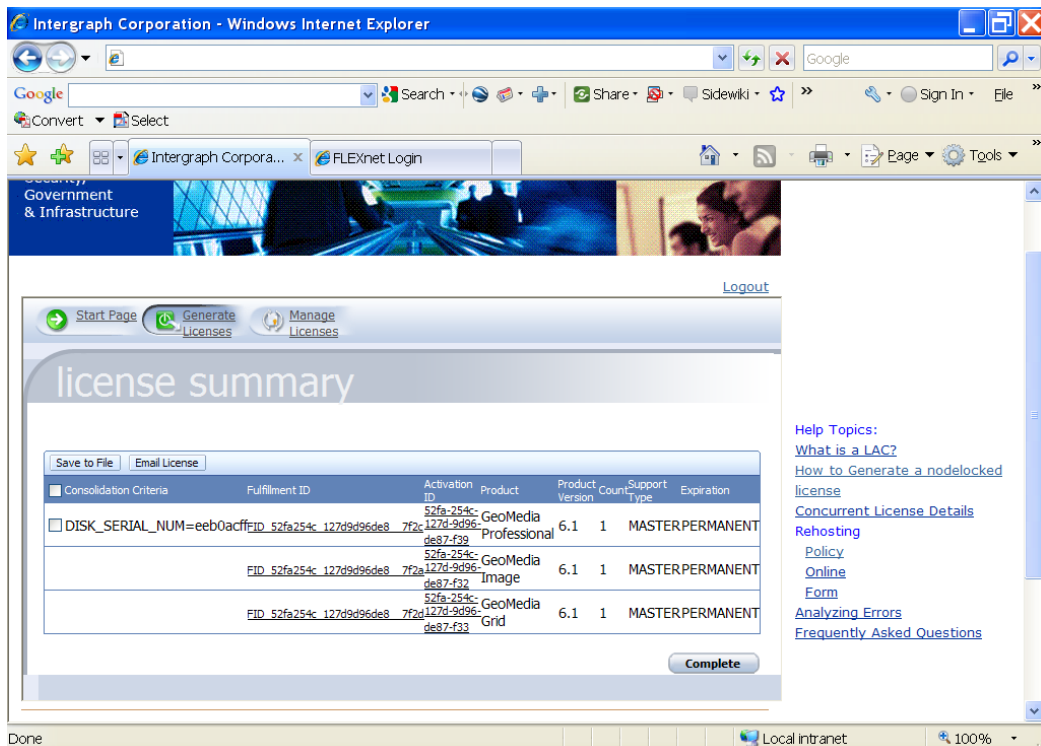 Intergraph Corporation - Windows Internet Explorer
Google
Google Search Share Sidewiki » Sign In File »
Convert Select
Intergraph Corpora... x FLEXnet Login Page Tools »
Security,
Government
& Infrastructure
Logout
Start Page Generate Licenses Manage Licenses
license summary
Save to File Email License
Consolidation Criteria Fulfillment ID Activation ID Product Product Version Count Support Type Expiration
DISK_SERIAL_NUM=eeb0acff FID_52fa254c_127d9d96de8__7f2c 52fa-254c-127d-9d96-de87-f39 GeoMedia Professional 6.1 1 MASTER PERMANENT
FID_52fa254c_127d9d96de8__7f2a 52fa-254c-127d-9d96-de87-f32 GeoMedia Image 6.1 1 MASTER PERMANENT
FID_52fa254c_127d9d96de8__7f2d 52fa-254c-127d-9d96-de87-f33 GeoMedia Grid 6.1 1 MASTER PERMANENT
Complete
Help Topics:
What is a LAC?
How to Generate a nodelocked
license
Concurrent License Details
Rehosting
Policy
Online
Form
Analyzing Errors
Frequently Asked Questions
Done Local intranet 100%